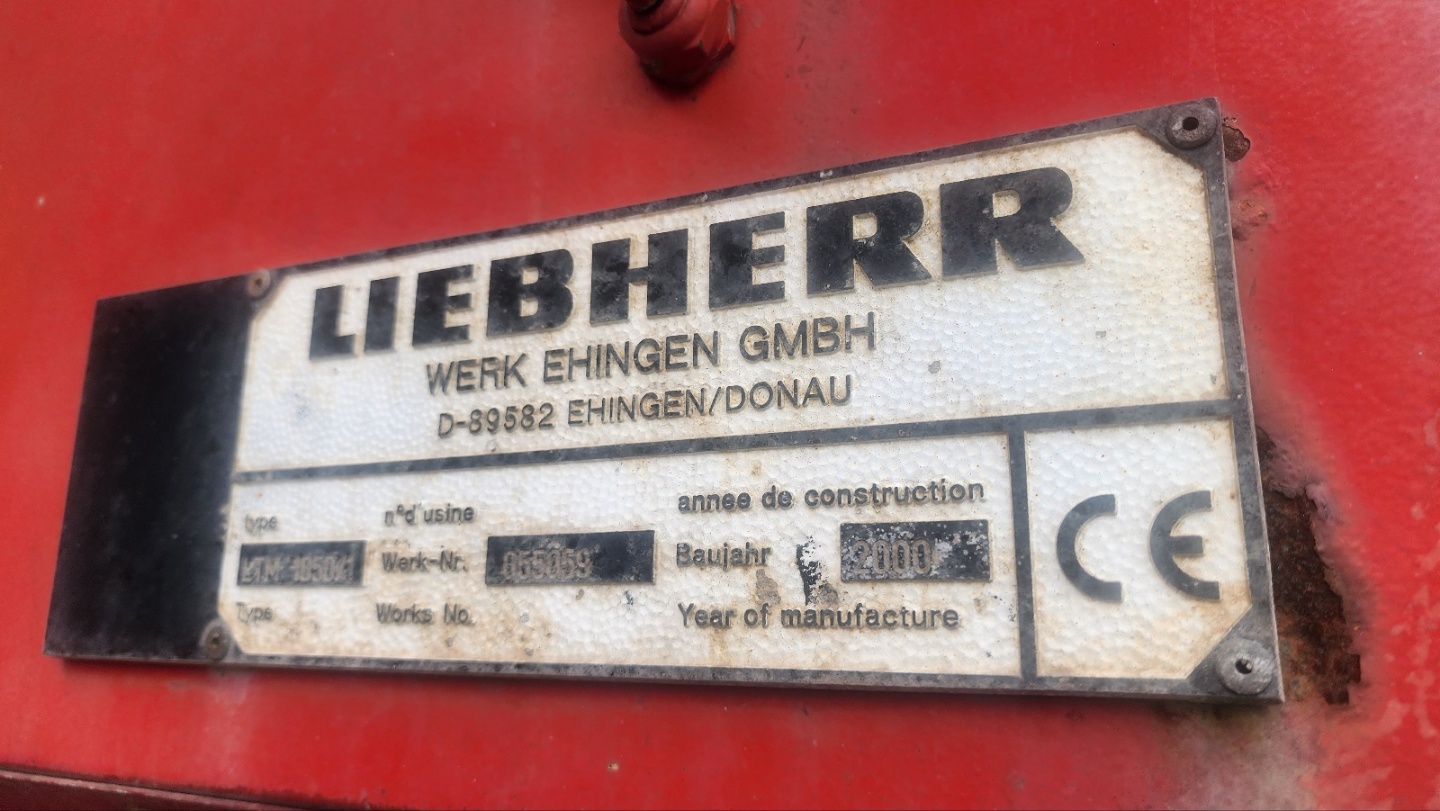 LIEBHERR
WERK EHINGEN GMBH
D-89582 EHINGEN/DONAU
type
n°d'usine
annee de construction
Werk-Nr. 055059
Baujahr 2000
Type
Works No.
Year of manufacture
CE